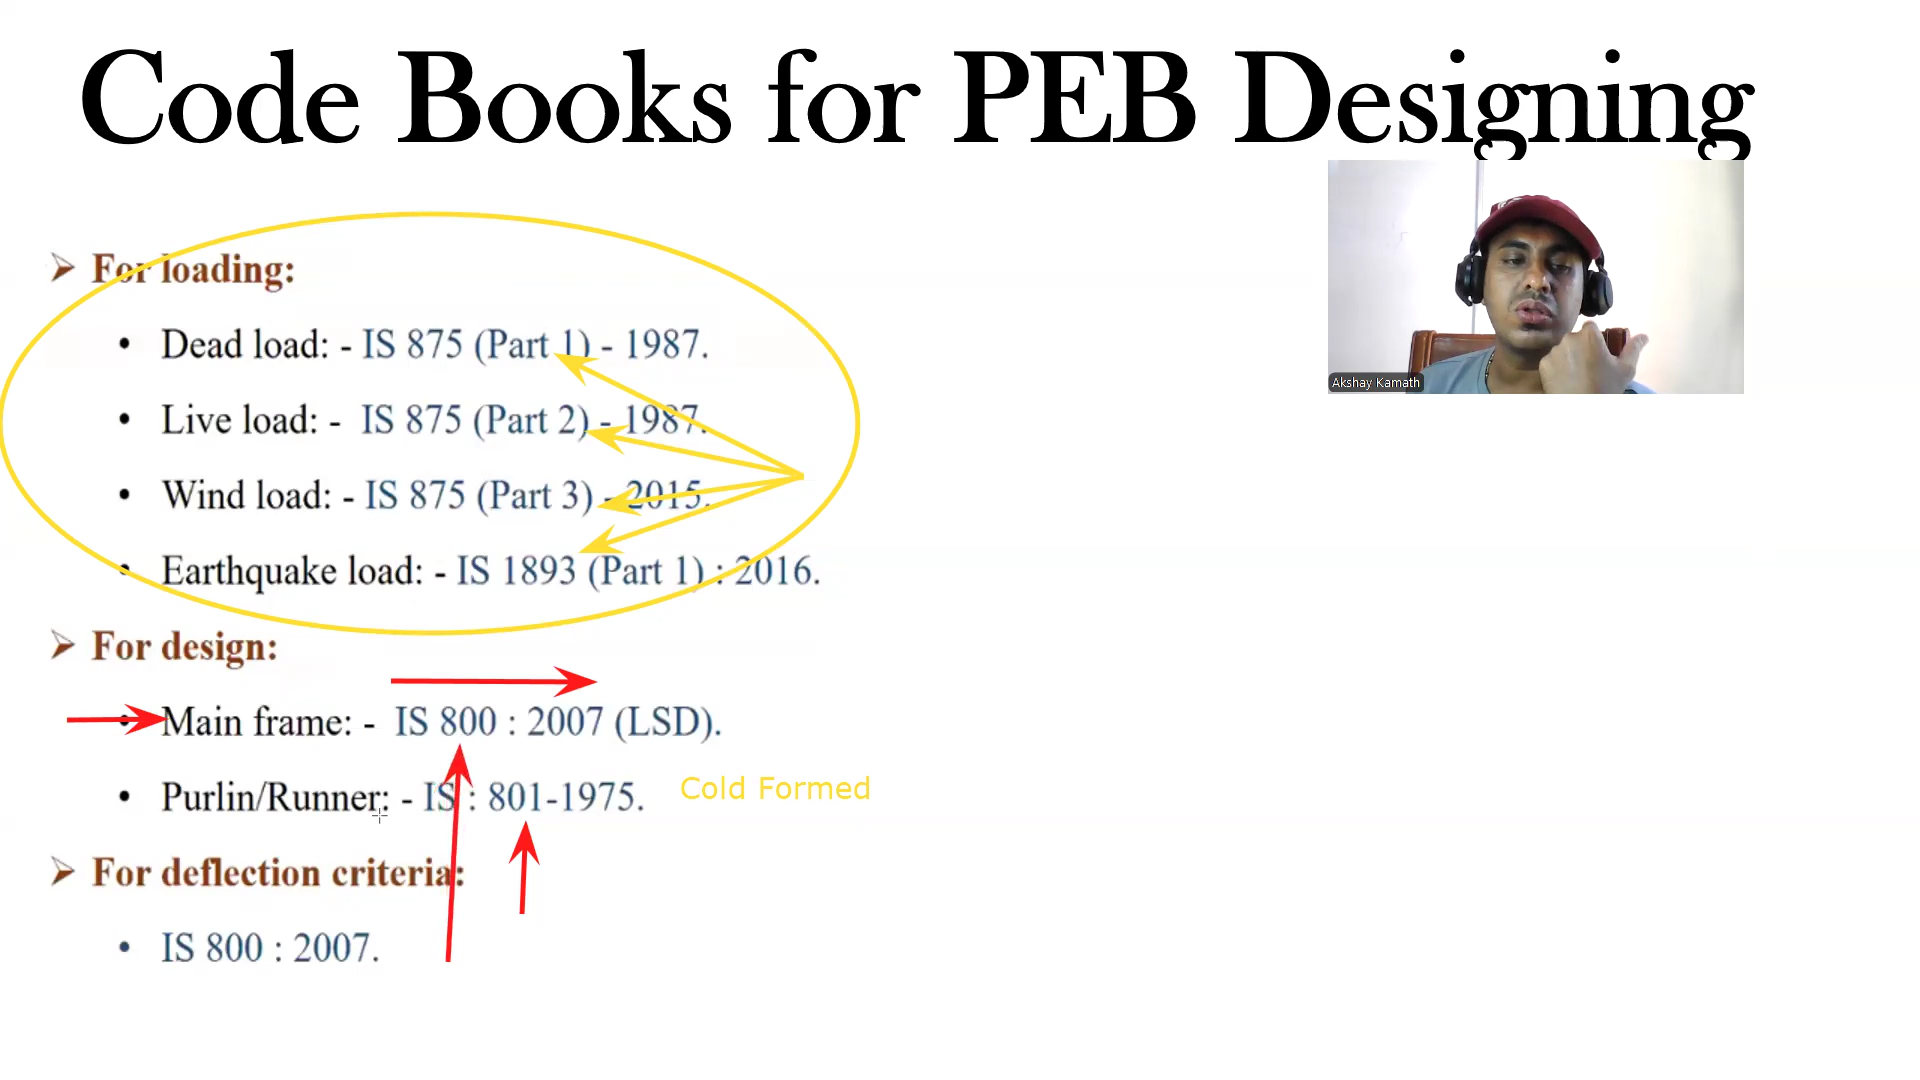 Code Books for PEB Designing
Akshay Kamath
For loading:
Dead load: - IS 875 (Part 1) - 1987.
Live load: - IS 875 (Part 2) - 1987.
Wind load: - IS 875 (Part 3) - 2015.
Earthquake load: - IS 1893 (Part 1) : 2016.
For design:
Main frame: - IS 800 : 2007 (LSD).
Purlin/Runner: - IS : 801-1975. Cold Formed
For deflection criteria:
IS 800 : 2007.